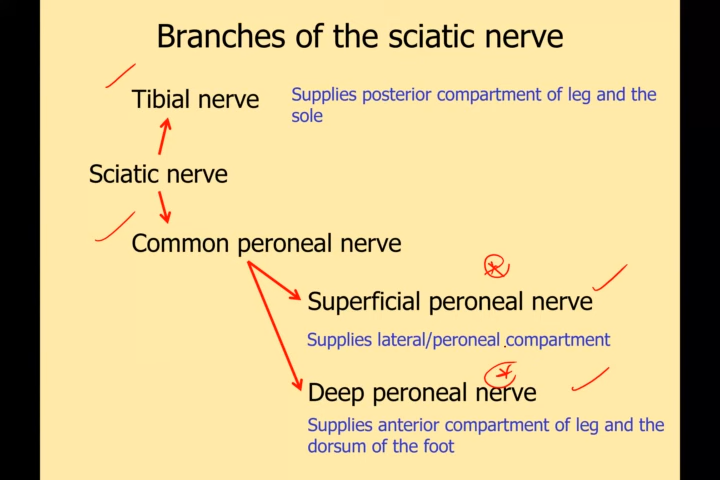 Branches of the sciatic nerve
Tibial nerve
Supplies posterior compartment of leg and the
sole
Sciatic nerve
Common peroneal nerve
Superficial peroneal nerve
Supplies lateral/peroneal compartment
Deep peroneal nerve
Supplies anterior compartment of leg and the
dorsum of the foot